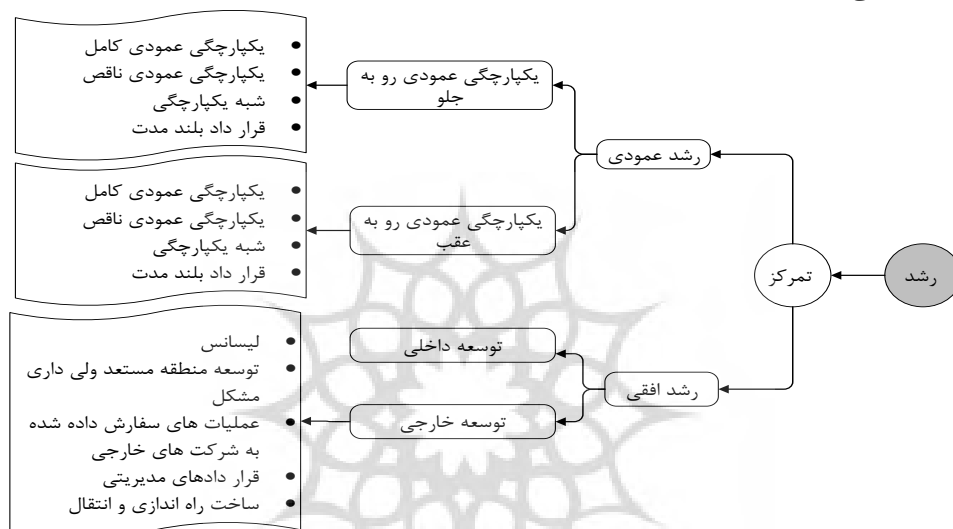 رشد
تمرکز
رشد عمودی
یکپارچگی عمودی رو به
جلو
• یکپارچگی عمودی کامل
• یکپارچگی عمودی ناقص
• شبه یکپارچگی
• قرار داد بلند مدت
یکپارچگی عمودی رو به
عقب
• یکپارچگی عمودی کامل
• یکپارچگی عمودی ناقص
• شبه یکپارچگی
• قرار داد بلند مدت
رشد افقی
توسعه داخلی
توسعه خارجی
• لیسانس
• توسعه منطقه مستعد ولی داری
مشکل
• عملیات های سفارش داده شده
به شرکت های خارجی
• قرار دادهای مدیریتی
• ساخت راه اندازی و انتقال